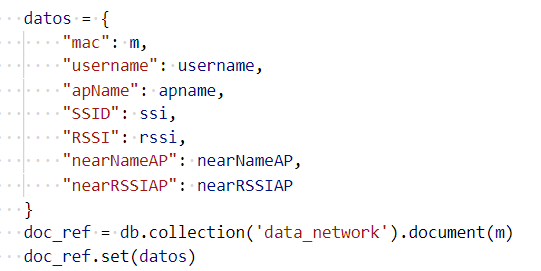 datos = {
"mac": m,
"username": username,
"apName": apname,
"SSID": ssi,
"RSSI": rssi,
"nearNameAP": nearNameAP,
"nearRSSIAP": nearRSSIAP
}
doc_ref = db.collection('data_network').document(m)
doc_ref.set(datos)